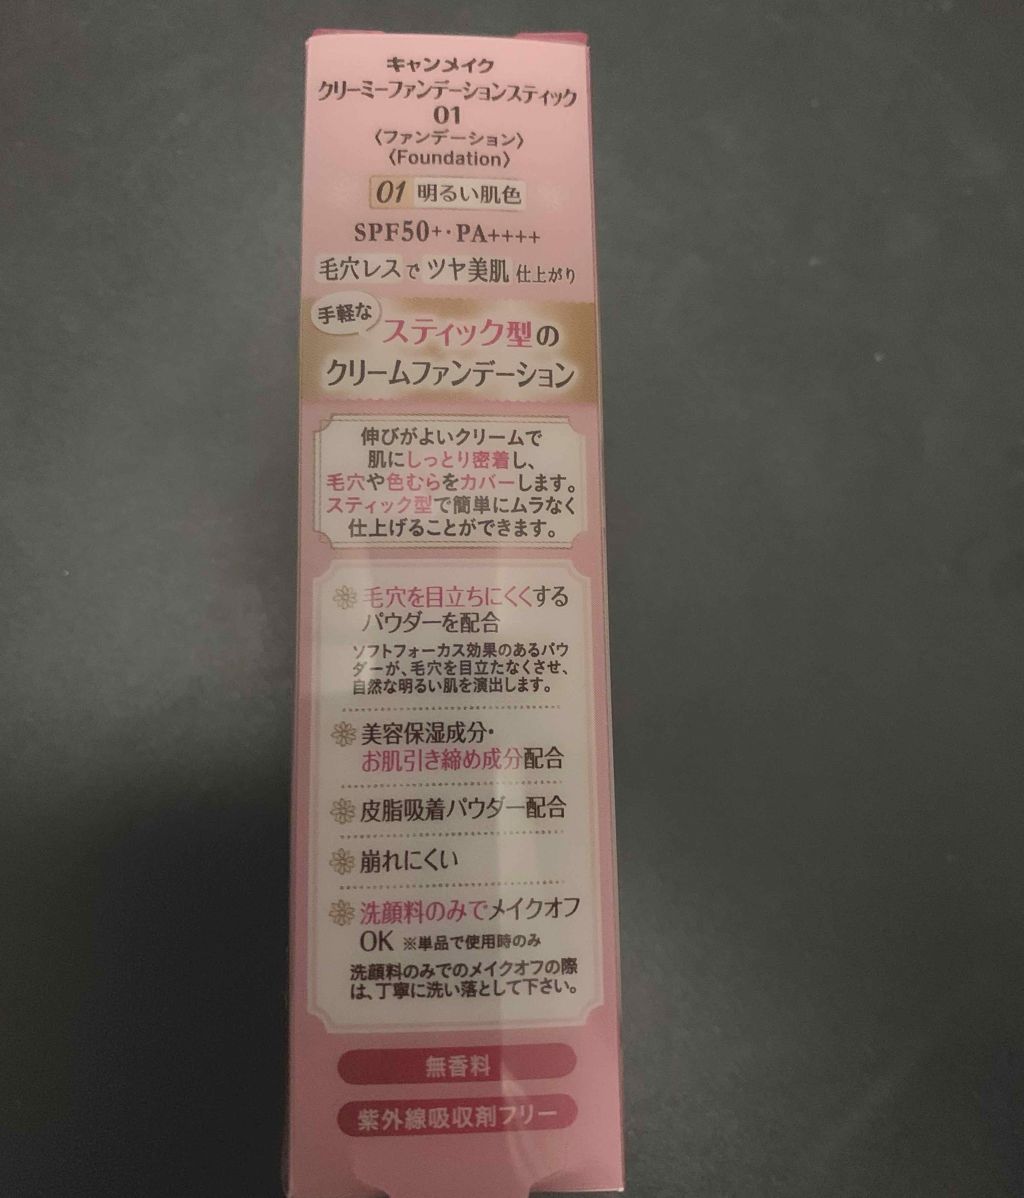 キャンメイク
クリーミーファンデーションスティック
01
〈ファンデーション〉
〈Foundation〉
01 明るい肌色
SPF50+・PA++++
毛穴レスで ツヤ美肌 仕上がり
手軽な
スティック型の
クリームファンデーション
伸びがよいクリームで
肌にしっとり密着し、
毛穴や色むらをカバーします。
スティック型で簡単にムラなく
仕上げることができます。
毛穴を目立ちにくくする
パウダーを配合
ソフトフォーカス効果のあるパウ
ダーが、毛穴を目立たなくさせ、
自然な明るい肌を演出します。
美容保湿成分・
お肌引き締め成分配合
皮脂吸着パウダー配合
崩れにくい
洗顔料のみでメイクオフ
OK ※単品で使用時のみ
洗顔料のみでのメイクオフの際
は、丁寧に洗い落として下さい。
無香料
紫外線吸収剤フリー